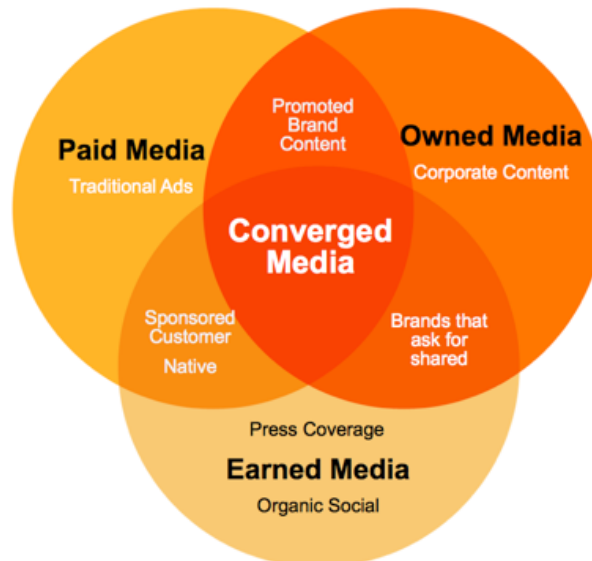 Promoted
Brand
Content
Paid Media
Traditional Ads
Owned Media
Corporate Content
Converged
Media
Sponsored
Customer
Native
Brands that
ask for
shared
Press Coverage
Earned Media
Organic Social